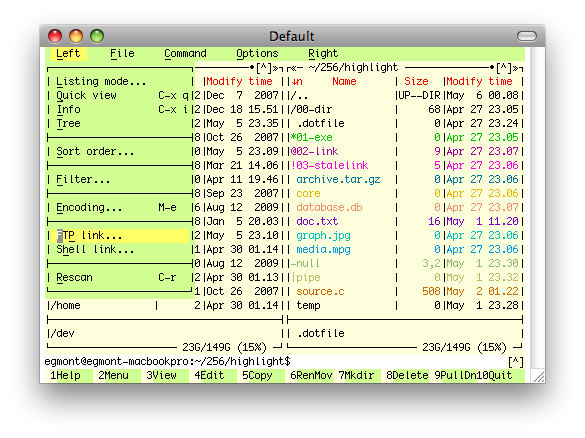 Default
Left File Command Options Right
•[^]»┐┌«– ~/256/highlight •[^]»┐
Listing mode... |Modify time ||↓n Name | Size |Modify time |
Quick view C-x q|2|Dec 7 2007||/.. |UP--DIR|May 6 00.08|
Info C-x i|2|Dec 18 15.51||/00-dir | 68|Apr 27 23.05|
Tree |2|May 5 23.35|| .dotfile | 0|Apr 27 23.24|
8|Oct 26 2007||*01-exe | 0|Apr 27 23.05|
Sort order... |0|May 5 23.09||@02-link | 9|Apr 27 23.07|
8|Mar 21 14.06||!03-stalelink | 5|Apr 27 23.06|
Filter... |0|Apr 11 19.46|| archive.tar.gz | 0|Apr 27 23.06|
8|Sep 23 2007|| core | 0|Apr 27 23.06|
Encoding... M-e |6|Aug 12 2009|| database.db | 0|Apr 27 23.07|
8|Jan 5 20.03|| doc.txt | 16|May 1 11.20|
FTP link... |2|May 5 23.10|| graph.jpg | 0|Apr 27 23.06|
Shell link... |1|Apr 30 01.14|| media.mpg | 0|Apr 27 23.06|
0|Aug 12 2009||-null | 3,2|May 1 23.30|
Rescan C-r |2|Apr 30 01.13|||pipe | 0|May 1 23.32|
1|Oct 26 2007|| source.c | 508|May 2 01.22|
|/home | 2|Apr 30 01.14|| temp | 0|May 1 23.28|
|/dev || .dotfile |
23G/149G (15%) 23G/149G (15%)
egmont@egmont-macbookpro:~/256/highlight$ [^]
1Help 2Menu 3View 4Edit 5Copy 6RenMov 7Mkdir 8Delete 9PullDn10Quit